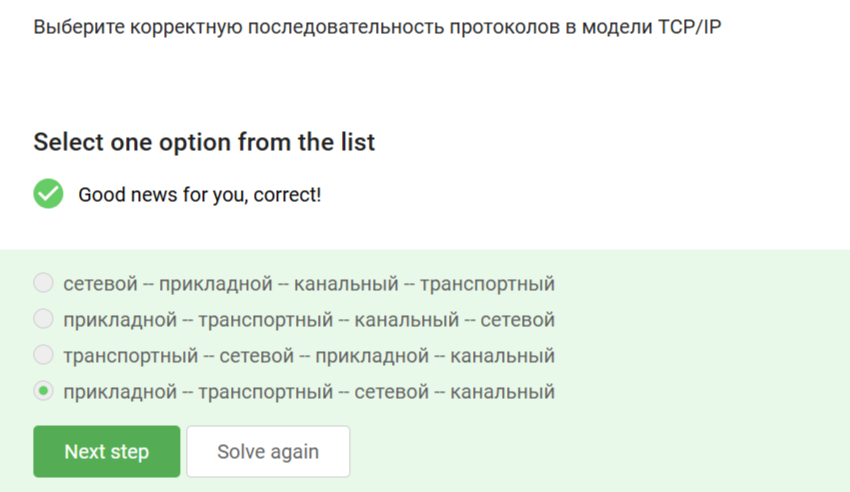 Выберите корректную последовательность протоколов в модели TCP/IP
Select one option from the list
Good news for you, correct!
сетевой -- прикладной -- канальный -- транспортный
прикладной -- транспортный -- канальный -- сетевой
транспортный -- сетевой -- прикладной -- канальный
прикладной -- транспортный -- сетевой -- канальный
Next step
Solve again